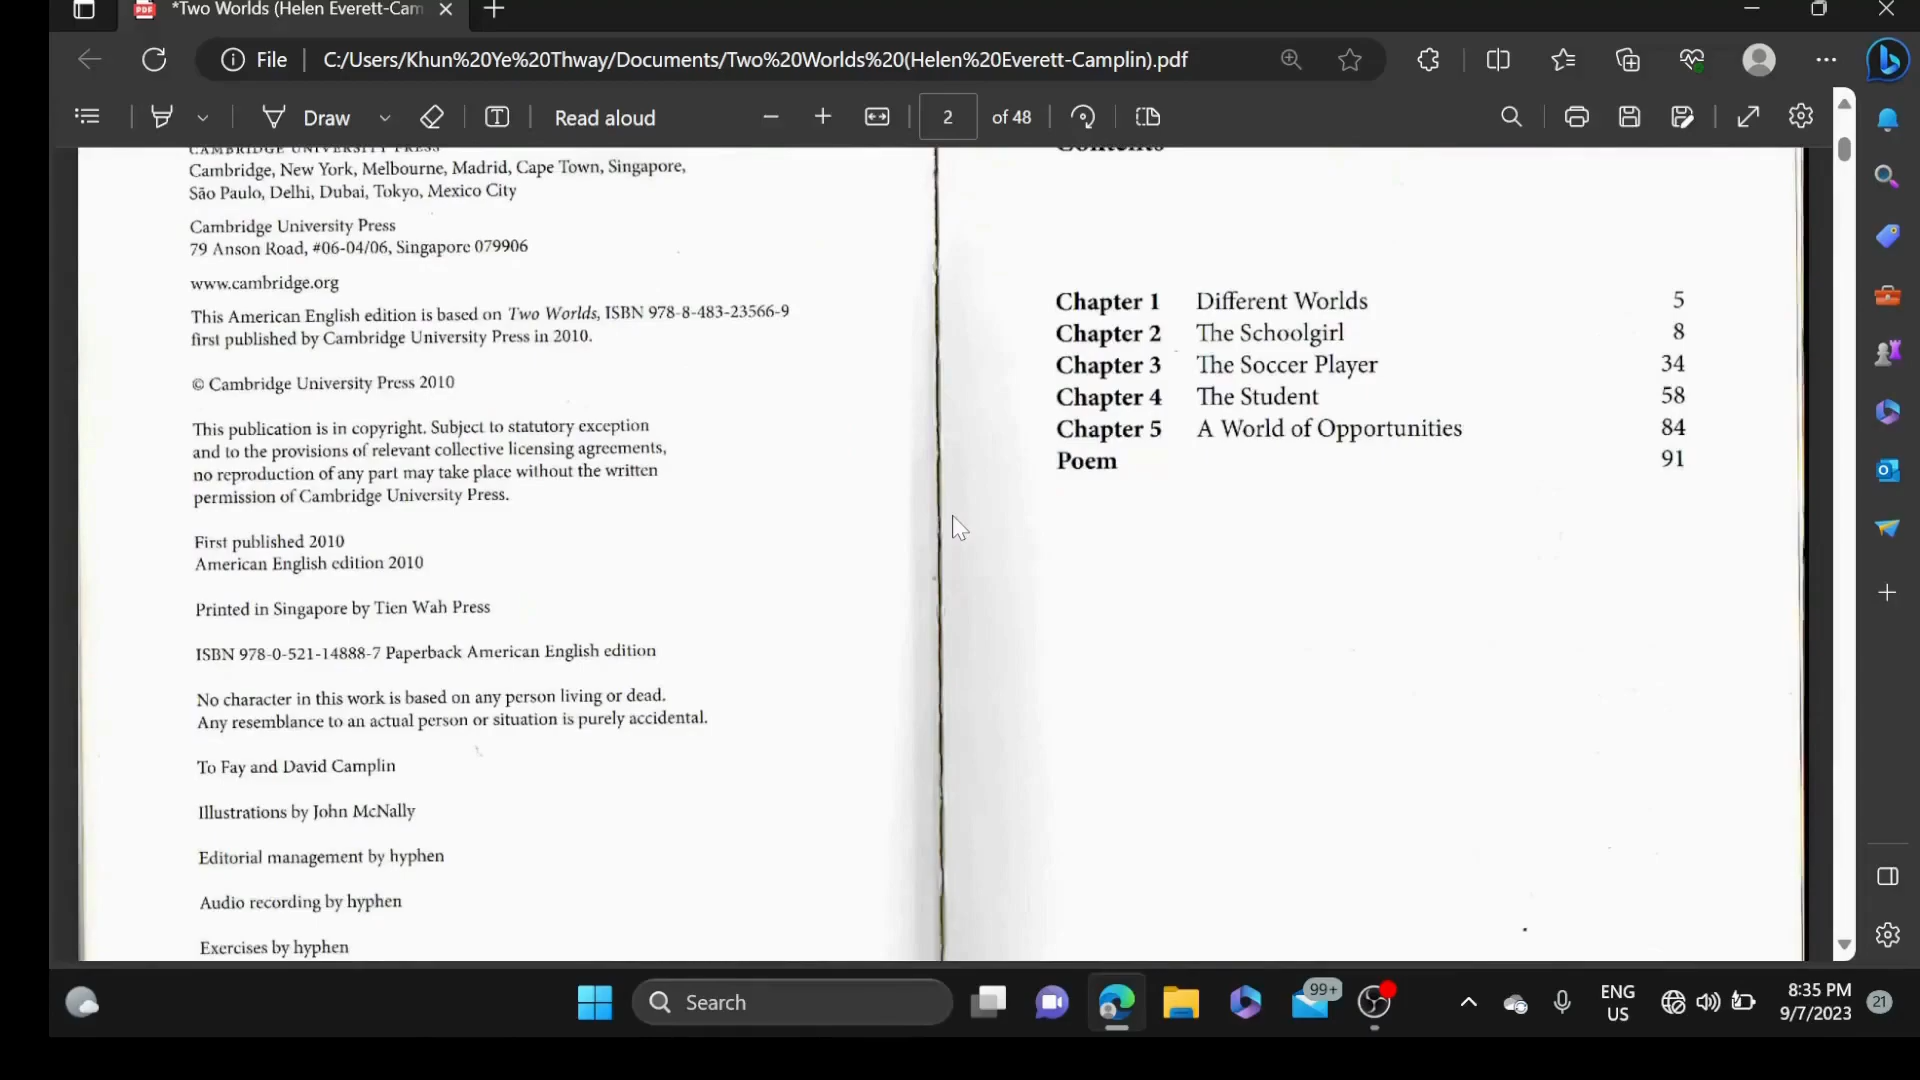 *Two Worlds (Helen Everett-Cam
File
C:/Users/Khun%20Ye%20Thway/Documents/Two%20Worlds%20(Helen%20Everett-Camplin).pdf
Draw
Read aloud
2
of 48
CAMBRIDGE UNIVERSITY PRESS
Cambridge, New York, Melbourne, Madrid, Cape Town, Singapore,
São Paulo, Delhi, Dubai, Tokyo, Mexico City
Cambridge University Press
79 Anson Road, #06-04/06, Singapore 079906
www.cambridge.org
This American English edition is based on Two Worlds, ISBN 978-8-483-23566-9
first published by Cambridge University Press in 2010.
© Cambridge University Press 2010
This publication is in copyright. Subject to statutory exception
and to the provisions of relevant collective licensing agreements,
no reproduction of any part may take place without the written
permission of Cambridge University Press.
First published 2010
American English edition 2010
Printed in Singapore by Tien Wah Press
ISBN 978-0-521-14888-7 Paperback American English edition
No character in this work is based on any person living or dead.
Any resemblance to an actual person or situation is purely accidental.
To Fay and David Camplin
Illustrations by John McNally
Editorial management by hyphen
Audio recording by hyphen
Exercises by hyphen
Contents
Chapter 1 Different Worlds 5
Chapter 2 The Schoolgirl 8
Chapter 3 The Soccer Player 34
Chapter 4 The Student 58
Chapter 5 A World of Opportunities 84
Poem 91
Search
99+
ENG
US
8:35 PM
9/7/2023
21